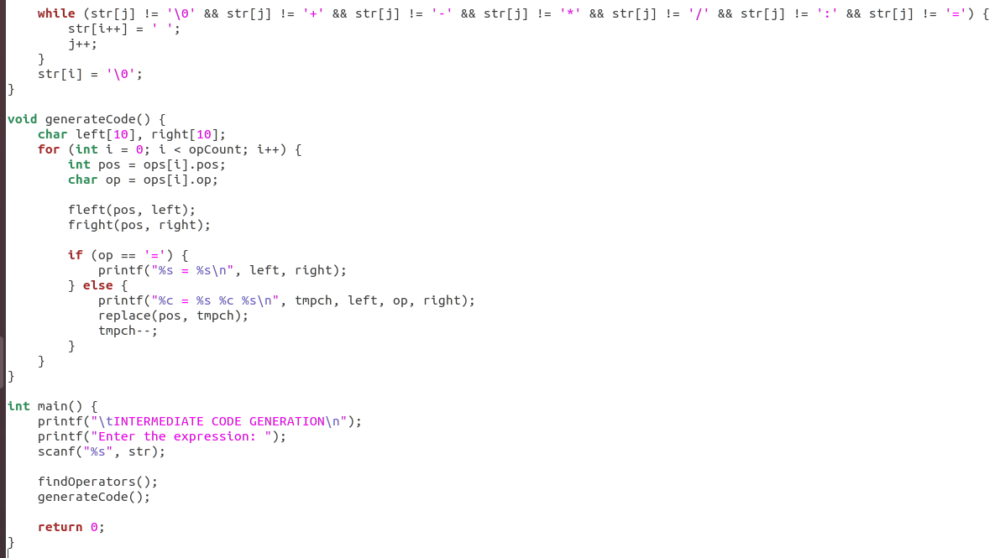 while (str[j] != '\0' && str[j] != '+' && str[j] != '-' && str[j] != '*' && str[j] != '/' && str[j] != ':' && str[j] != '=') {
        str[i++] = ' ';
        j++;
    }
    str[i] = '\0';
}

void generateCode() {
    char left[10], right[10];
    for (int i = 0; i < opCount; i++) {
        int pos = ops[i].pos;
        char op = ops[i].op;

        fleft(pos, left);
        fright(pos, right);

        if (op == '=') {
            printf("%s = %s\n", left, right);
        } else {
            printf("%c = %s %c %s\n", tmpch, left, op, right);
            replace(pos, tmpch);
            tmpch--;
        }
    }
}

int main() {
    printf("\tINTERMEDIATE CODE GENERATION\n");
    printf("Enter the expression: ");
    scanf("%s", str);

    findOperators();
    generateCode();

    return 0;
}